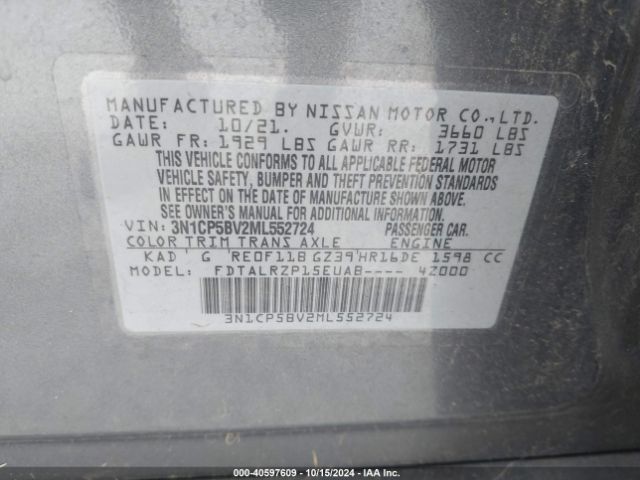 MANUFACTURED BY NISSAN MOTOR CO.,LTD.
DATE: 10/21. GVWR: 3660 LBS
GAWR FR: 1929 LBS GAWR RR: 1731 LBS
THIS VEHICLE CONFORMS TO ALL APPLICABLE FEDERAL MOTOR
VEHICLE SAFETY, BUMPER AND THEFT PREVENTION STANDARDS
IN EFFECT ON THE DATE OF MANUFACTURE SHOWN ABOVE.
SEE OWNER'S MANUAL FOR ADDITIONAL INFORMATION.
VIN: 3N1CP5BV2ML552724 PASSENGER CAR.
COLOR TRIM TRANS AXLE ENGINE
KAD G RE0F11B GZ39 HR16DE 1598 CC
MODEL: FDTALRZP15EUAB---- 4Z000
3N1CP5BV2ML552724
000-40597609 - 10/15/2024 - IAA Inc.